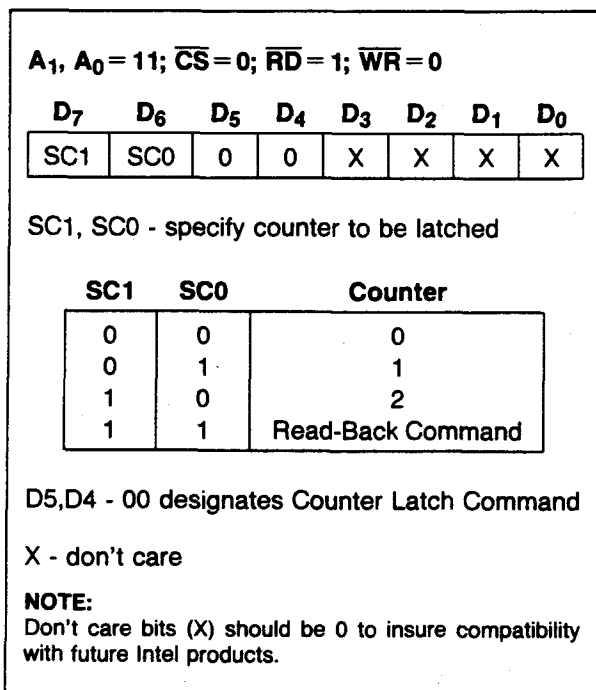 A1, A0 = 11; C̅S̅ = 0; R̅D̅ = 1; W̅R̅ = 0
D7 D6 D5 D4 D3 D2 D1 D0
SC1 SC0 0 0 X X X X
SC1, SC0 - specify counter to be latched
SC1 SC0 Counter
0 0 0
0 1 1
1 0 2
1 1 Read-Back Command
D5,D4 - 00 designates Counter Latch Command
X - don't care
NOTE:
Don't care bits (X) should be 0 to insure compatibility
with future Intel products.